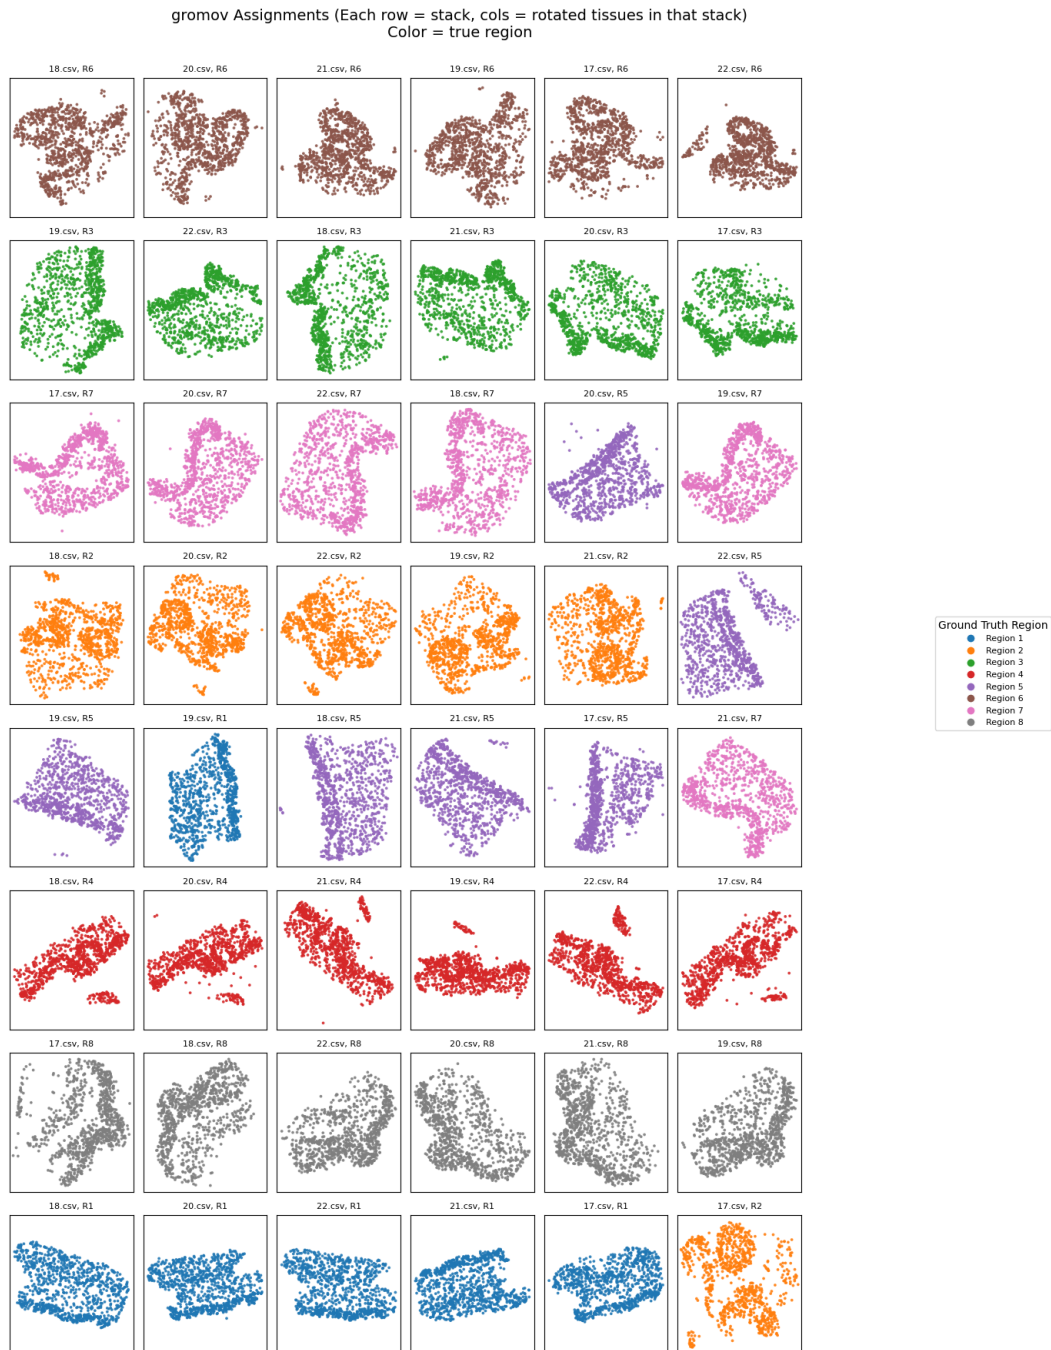 gromov Assignments (Each row = stack, cols = rotated tissues in that stack)
Color = true region
18.csv, R6
20.csv, R6
21.csv, R6
19.csv, R6
17.csv, R6
22.csv, R6
19.csv, R3
22.csv, R3
18.csv, R3
21.csv, R3
20.csv, R3
17.csv, R3
17.csv, R7
20.csv, R7
22.csv, R7
18.csv, R7
20.csv, R5
19.csv, R7
18.csv, R2
20.csv, R2
22.csv, R2
19.csv, R2
21.csv, R2
22.csv, R5
19.csv, R5
19.csv, R1
18.csv, R5
21.csv, R5
17.csv, R5
21.csv, R7
18.csv, R4
20.csv, R4
21.csv, R4
19.csv, R4
22.csv, R4
17.csv, R4
17.csv, R8
18.csv, R8
22.csv, R8
20.csv, R8
21.csv, R8
19.csv, R8
18.csv, R1
20.csv, R1
22.csv, R1
21.csv, R1
17.csv, R1
17.csv, R2
Ground Truth Region
Region 1
Region 2
Region 3
Region 4
Region 5
Region 6
Region 7
Region 8